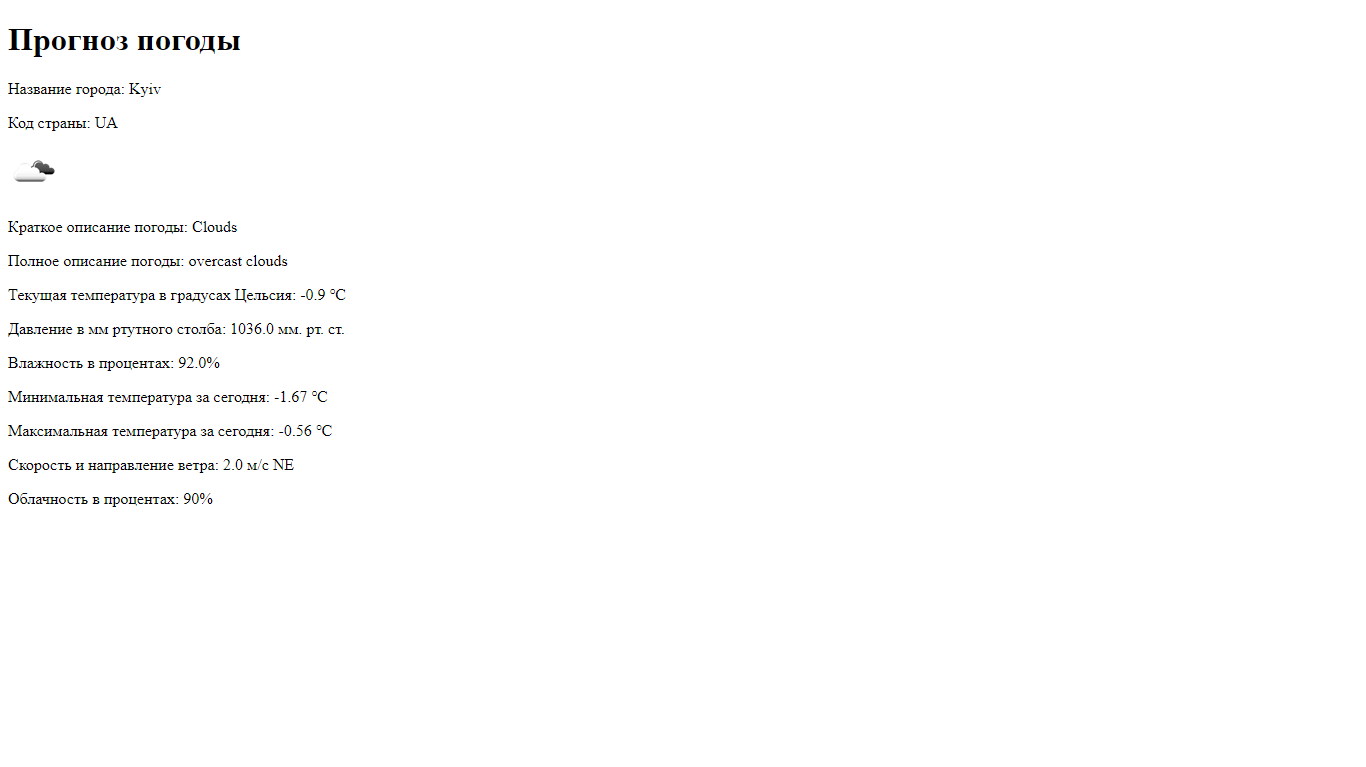 Прогноз погоды
Название города: Kyiv
Код страны: UA
Краткое описание погоды: Clouds
Полное описание погоды: overcast clouds
Текущая температура в градусах Цельсия: -0.9 °C
Давление в мм ртутного столба: 1036.0 мм. рт. ст.
Влажность в процентах: 92.0%
Минимальная температура за сегодня: -1.67 °C
Максимальная температура за сегодня: -0.56 °C
Скорость и направление ветра: 2.0 м/с NE
Облачность в процентах: 90%